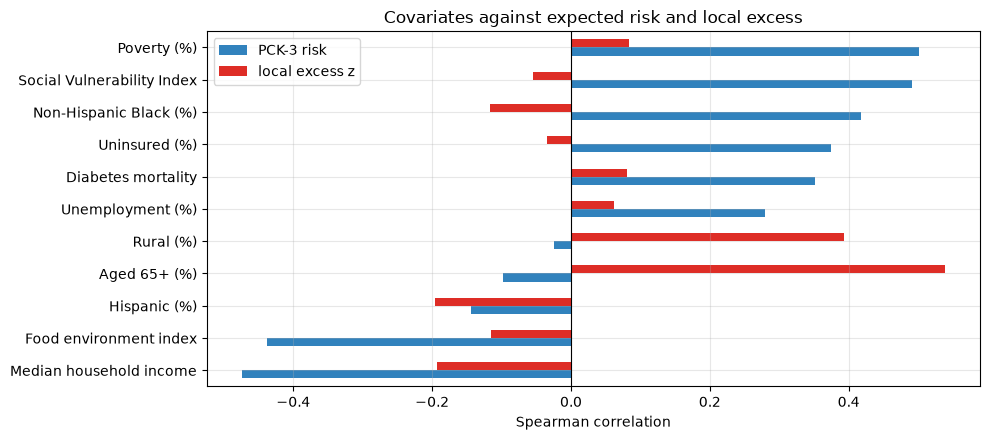 Covariates against expected risk and local excess
PCK-3 risk
local excess z
Poverty (%)
Social Vulnerability Index
Non-Hispanic Black (%)
Uninsured (%)
Diabetes mortality
Unemployment (%)
Rural (%)
Aged 65+ (%)
Hispanic (%)
Food environment index
Median household income
−0.4 −0.2 0.0 0.2 0.4
Spearman correlation